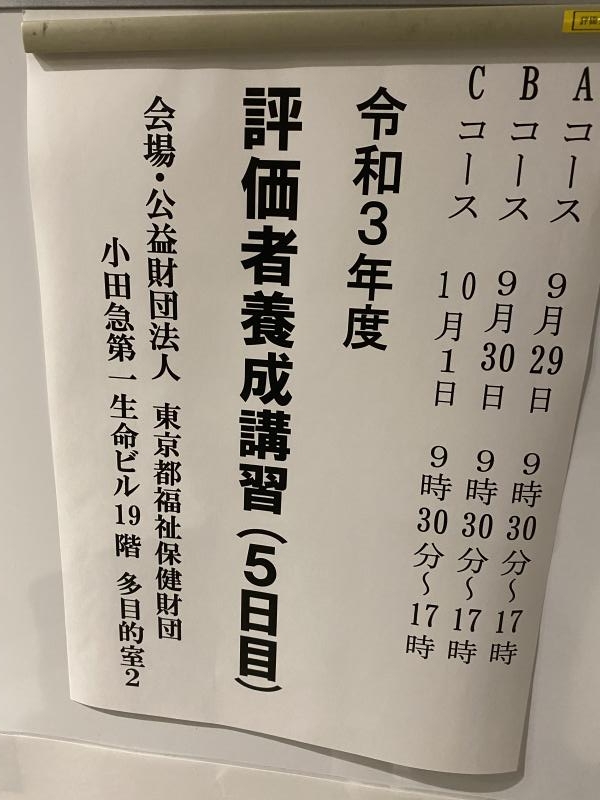 Aコース 9月29日 9時30分～17時
Bコース 9月30日 9時30分～17時
Cコース 10月1日 9時30分～17時
令和3年度
評価者養成講習(5日目)
会場・公益財団法人 東京都福祉保健財団
小田急第一生命ビル19階 多目的室2